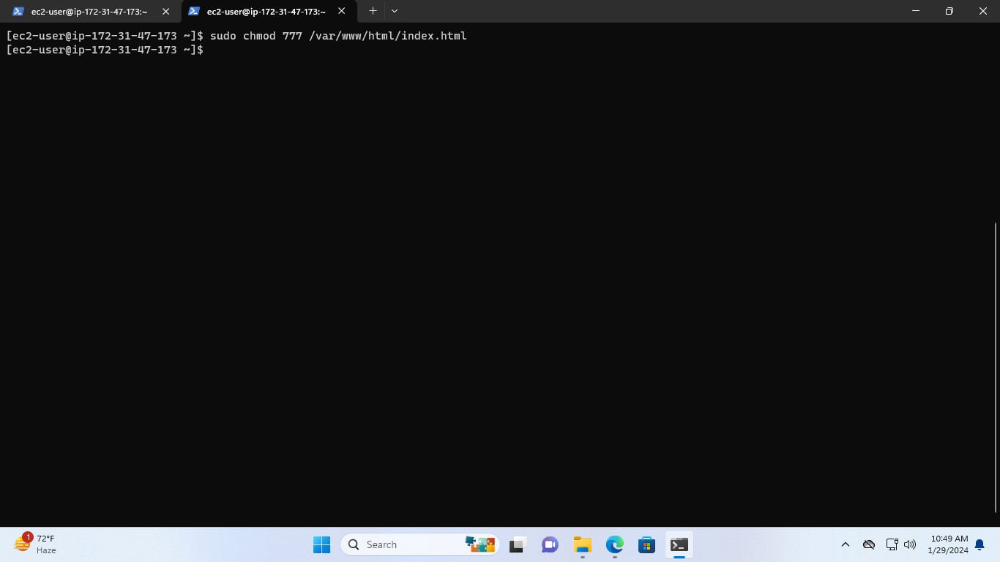 ec2-user@ip-172-31-47-173:~
ec2-user@ip-172-31-47-173:~
[ec2-user@ip-172-31-47-173 ~]$ sudo chmod 777 /var/www/html/index.html
[ec2-user@ip-172-31-47-173 ~]$
1
72°F
Haze
Search
10:49 AM
1/29/2024